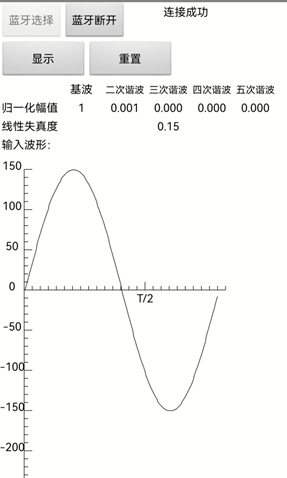 蓝牙选择 蓝牙断开 连接成功
显示 重置
基波 二次谐波 三次谐波 四次谐波 五次谐波
归一化幅值 1 0.001 0.000 0.000 0.000
线性失真度 0.15
输入波形：
150
100
50
0
T/2
-50
-100
-150
-200